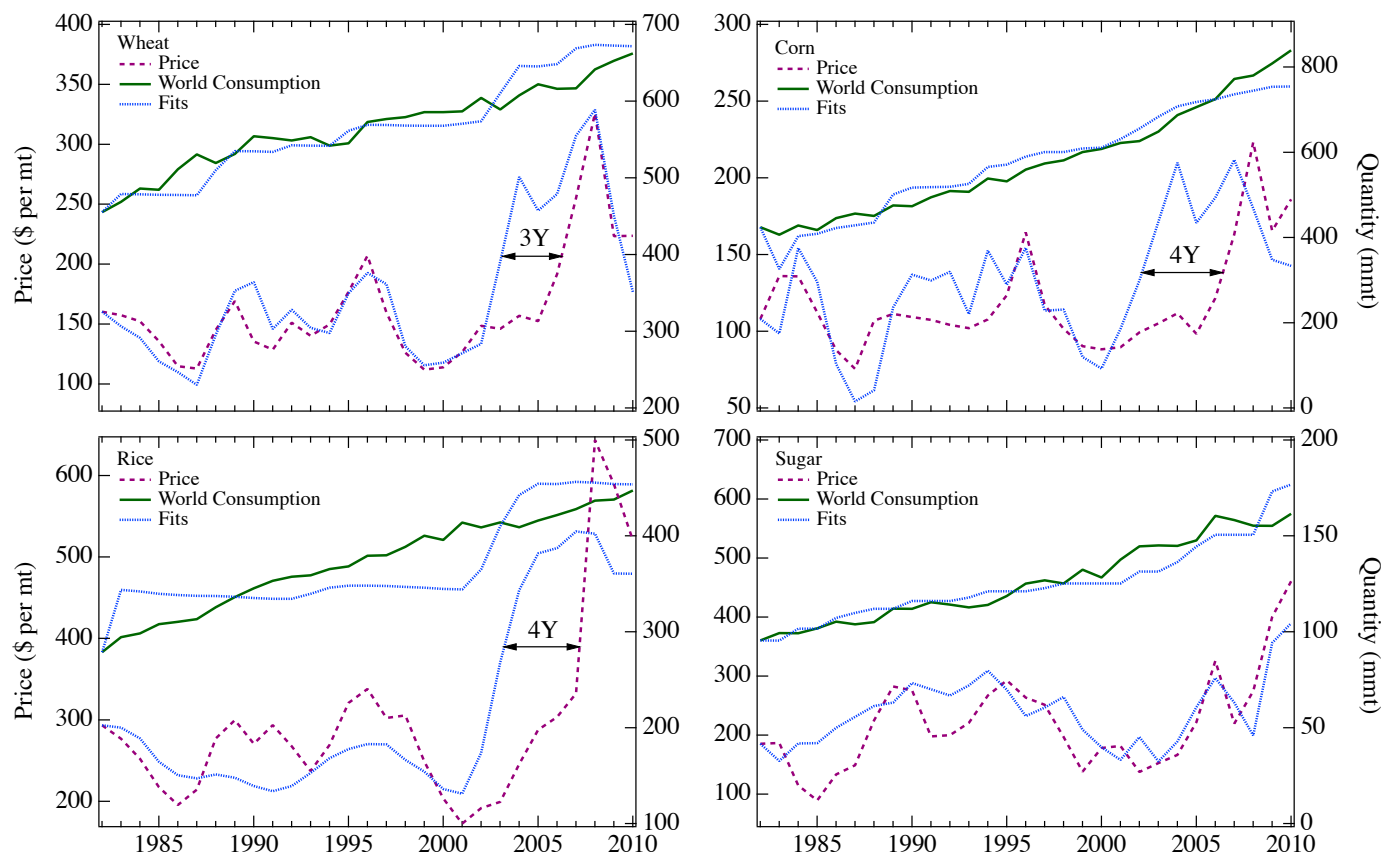 Wheat
Price
World Consumption
Fits
400
350
300
250
200
150
100
700
600
500
400
300
200
3Y
Price ($ per mt)
Corn
Price
World Consumption
Fits
300
250
200
150
100
50
800
600
400
200
0
4Y
Quantity (mmt)
Rice
Price
World Consumption
Fits
600
500
400
300
200
500
400
300
200
100
4Y
Price ($ per mt)
1985 1990 1995 2000 2005 2010
Sugar
Price
World Consumption
Fits
700
600
500
400
300
200
100
200
150
100
50
0
Quantity (mmt)
1985 1990 1995 2000 2005 2010